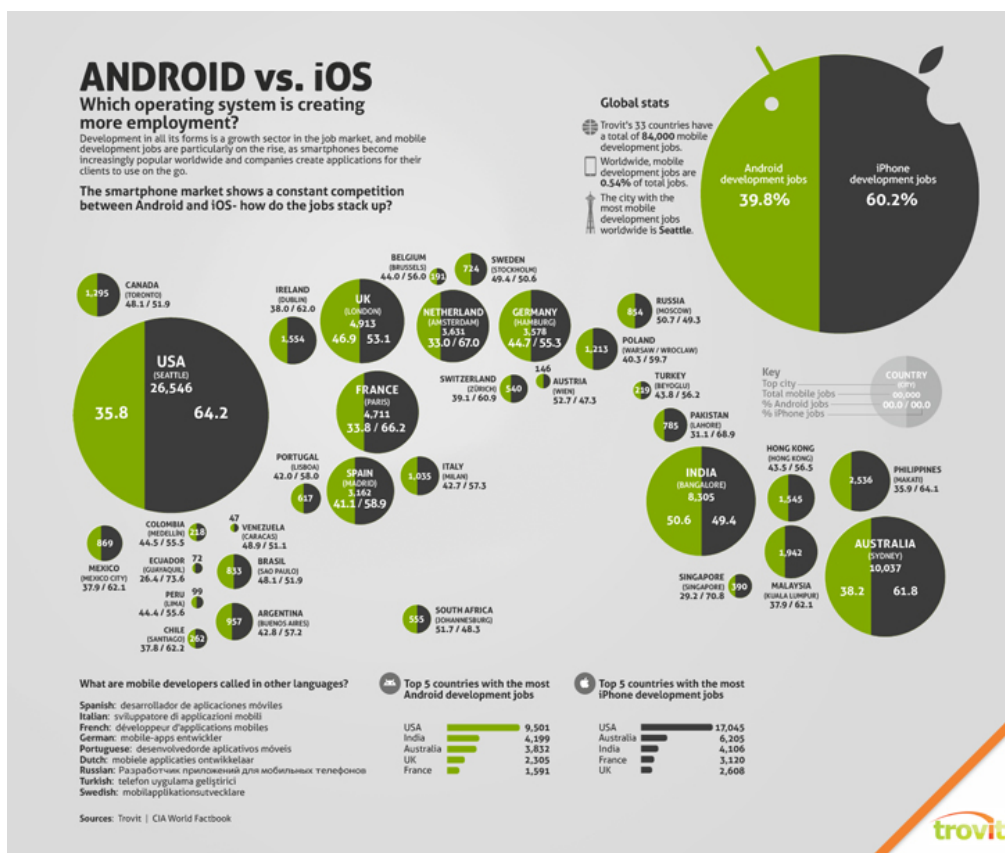 ANDROID vs. iOS
Which operating system is creating
more employment?
Development in all its forms is a growth sector in the job market, and mobile
development jobs are particularly on the rise, as smartphones become
increasingly popular worldwide and companies create applications for their
clients to use on the go.
The smartphone market shows a constant competition
between Android and iOS- how do the jobs stack up?
Global stats
Trovit's 33 countries have
a total of 84,000 mobile
development jobs.
Worldwide, mobile
development jobs are
0.54% of total jobs.
The city with the
most mobile
development jobs
worldwide is Seattle.
Android
development jobs
39.8%
iPhone
development jobs
60.2%
1,295
CANADA
(TORONTO)
48.1 / 51.9
USA
(SEATTLE)
26,546
35.8
64.2
IRELAND
(DUBLIN)
38.0 / 62.0
1,554
UK
(LONDON)
4,913
46.9
53.1
BELGIUM
(BRUSSELS)
44.0 / 56.0
191
724
SWEDEN
(STOCKHOLM)
49.4 / 50.6
NETHERLAND
(AMSTERDAM)
3,631
33.0 / 67.0
GERMANY
(HAMBURG)
3,578
44.7 / 55.3
854
RUSSIA
(MOSCOW)
50.7 / 49.3
1,213
POLAND
(WARSAW / WROCLAW)
40.3 / 59.7
FRANCE
(PARIS)
4,711
33.8 / 66.2
SWITZERLAND
(ZÜRICH)
39.1 / 60.9
540
146
AUSTRIA
(WIEN)
52.7 / 47.3
219
TURKEY
(BEYOGLU)
43.8 / 56.2
785
PAKISTAN
(LAHORE)
31.1 / 68.9
Key
Top city
Total mobile jobs
% Android jobs
% iPhone jobs
COUNTRY
(CITY)
00,000
00.0 / 00.0
PORTUGAL
(LISBOA)
42.0 / 58.0
617
SPAIN
(MADRID)
3,162
41.1 / 58.9
1,035
ITALY
(MILAN)
42.7 / 57.3
INDIA
(BANGALORE)
8,305
50.6
49.4
HONG KONG
(HONG KONG)
43.5 / 56.5
1,545
2,536
PHILIPPINES
(MAKATI)
35.9 / 64.1
1,942
MALAYSIA
(KUALA LUMPUR)
37.9 / 62.1
SINGAPORE
(SINGAPORE)
29.2 / 70.8
390
AUSTRALIA
(SYDNEY)
10,037
38.2
61.8
869
MEXICO
(MEXICO CITY)
37.9 / 62.1
COLOMBIA
(MEDELLÍN)
44.5 / 55.5
218
47
VENEZUELA
(CARACAS)
48.9 / 51.1
ECUADOR
(GUAYAQUIL)
26.4 / 73.6
72
833
BRASIL
(SAO PAULO)
48.1 / 51.9
PERU
(LIMA)
44.4 / 55.6
99
957
ARGENTINA
(BUENOS AIRES)
42.8 / 57.2
CHILE
(SANTIAGO)
37.8 / 62.2
262
555
SOUTH AFRICA
(JOHANNESBURG)
51.7 / 48.3
What are mobile developers called in other languages?
Spanish: desarrollador de aplicaciones móviles
Italian: sviluppatore di applicazioni mobili
French: développeur d'applications mobiles
German: mobile-apps entwickler
Portuguese: desenvolvedorde aplicativos móveis
Dutch: mobiele applicaties ontwikkelaar
Russian: Разработчик приложений для мобильных телефонов
Turkish: telefon uygulama geliştirici
Swedish: mobilapplikationsutvecklare
Sources: Trovit | CIA World Factbook
Top 5 countries with the most
Android development jobs
USA 9,501
India 4,199
Australia 3,832
UK 2,305
France 1,591
Top 5 countries with the most
iPhone development jobs
USA 17,045
Australia 6,205
India 4,106
France 3,120
UK 2,608
trovit